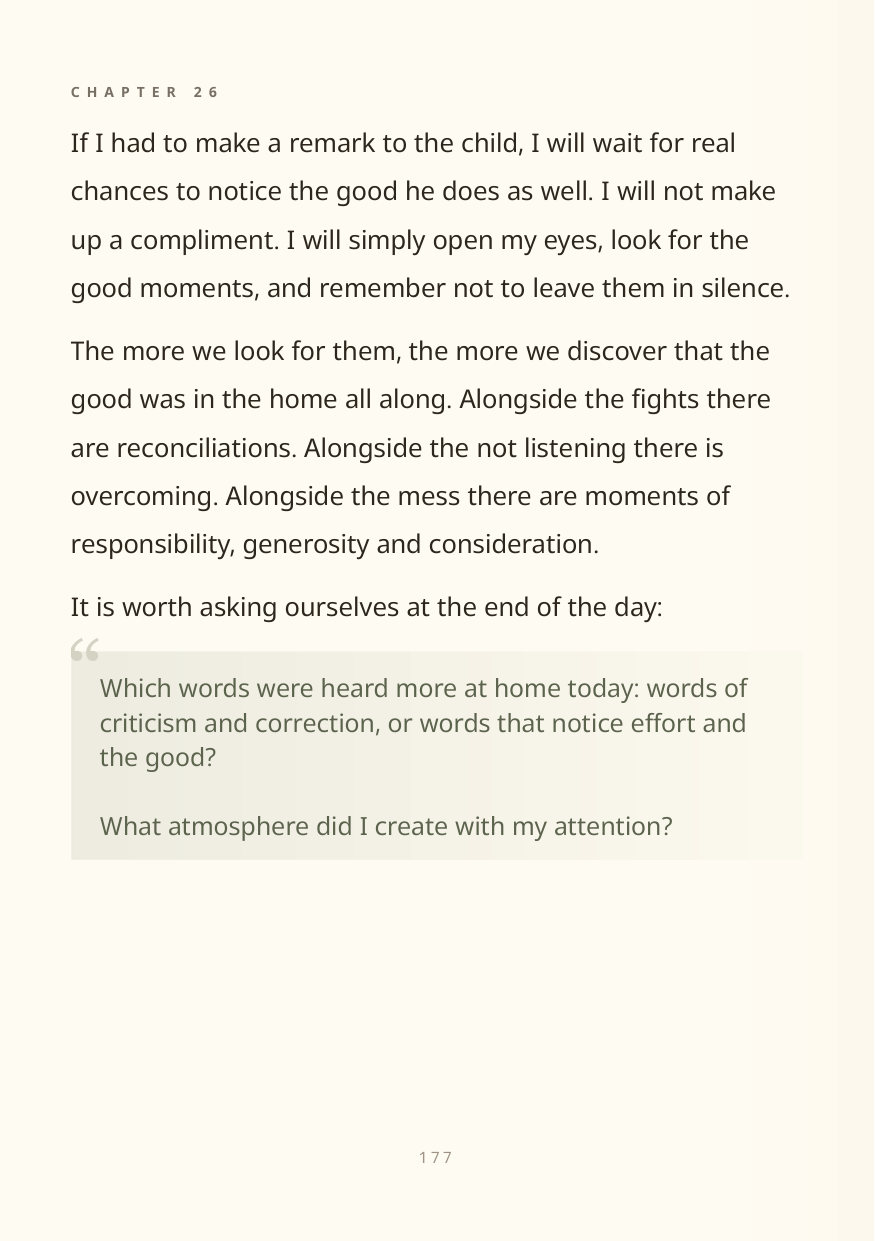 CHAPTER 26
If I had to make a remark to the child, I will wait for real
chances to notice the good he does as well. I will not make
up a compliment. I will simply open my eyes, look for the
good moments, and remember not to leave them in silence.
The more we look for them, the more we discover that the
good was in the home all along. Alongside the fights there
are reconciliations. Alongside the not listening there is
overcoming. Alongside the mess there are moments of
responsibility, generosity and consideration.
It is worth asking ourselves at the end of the day:
“
Which words were heard more at home today: words of
criticism and correction, or words that notice effort and
the good?
What atmosphere did I create with my attention?
177